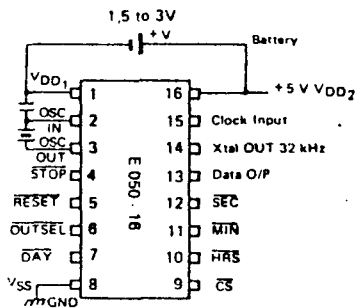 1,5 to 3V
+ V
Battery
VDD1
1
16
+5 V VDD2
OSC
IN
2
15
Clock Input
OSC
OUT
3
14
Xtal OUT 32 kHz
STOP
4
13
Data O/P
RESET
5
12
SEC
OUTSEL
6
11
MIN
DAY
7
10
HRS
VSS
8
9
CS
GND
E 050 - 16